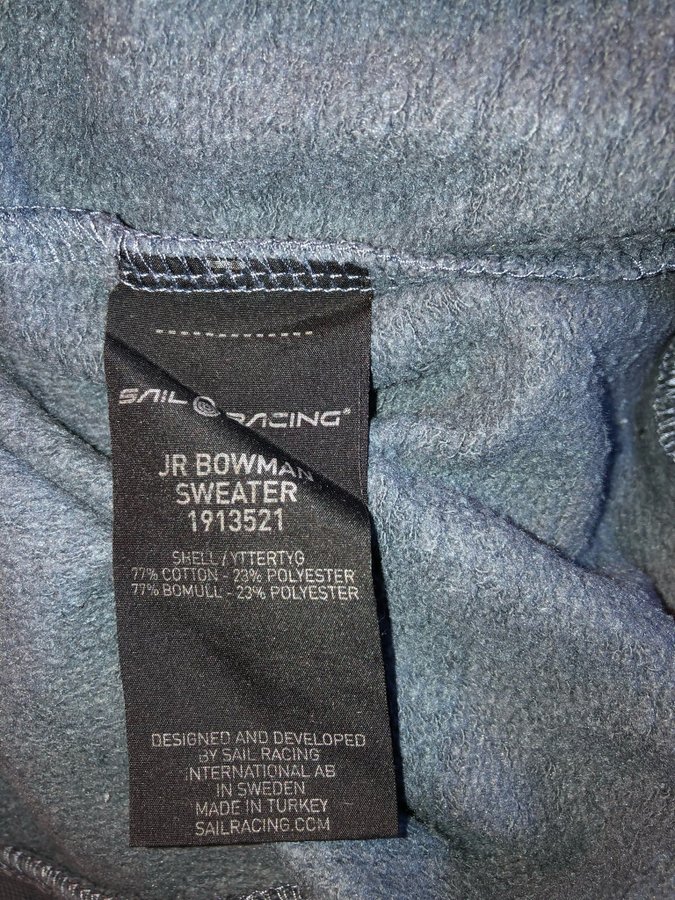 SAIL RACING®
JR BOWMAN
SWEATER
1913521
SHELL/YTTERTYG
77% COTTON - 23% POLYESTER
77% BOMULL - 23% POLYESTER
DESIGNED AND DEVELOPED
BY SAIL RACING
INTERNATIONAL AB
IN SWEDEN
MADE IN TURKEY
SAILRACING.COM